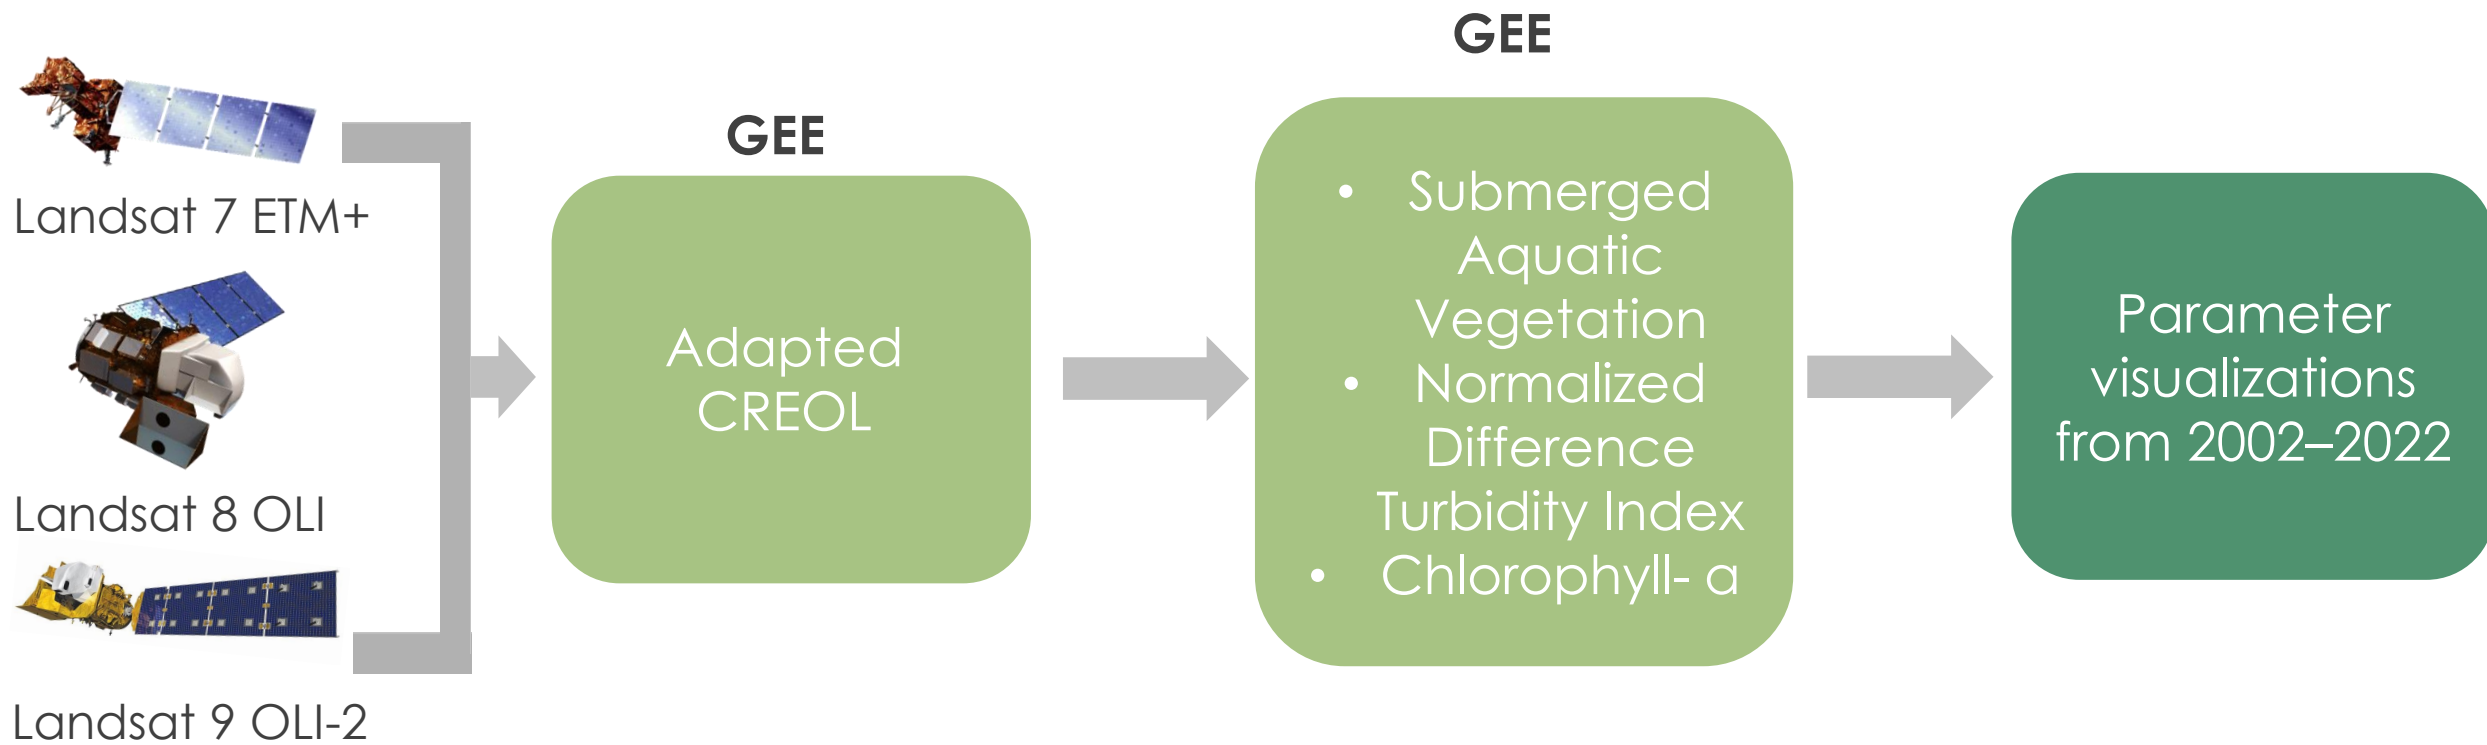 Landsat 7 ETM+
Landsat 8 OLI
Landsat 9 OLI-2
GEE
Adapted
CREOL
GEE
• Submerged
Aquatic
Vegetation
• Normalized
Difference
Turbidity Index
• Chlorophyll- a
Parameter
visualizations
from 2002–2022